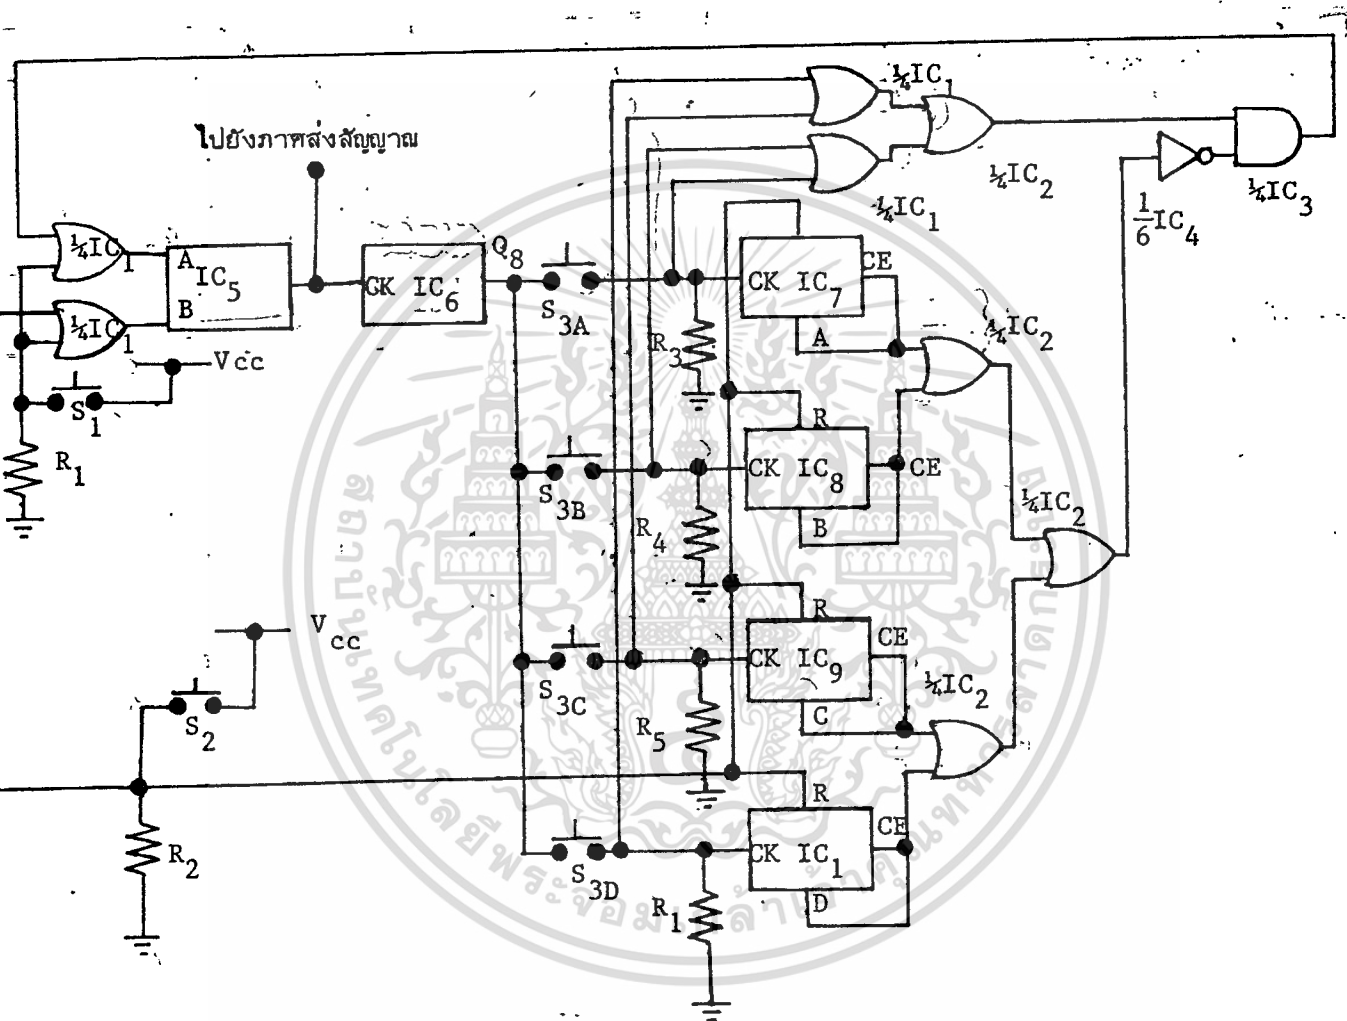 ¼IC1
ไปยังภาคส่งสัญญาณ
¼IC2
¼IC1
1/6 IC4
¼IC3
¼IC1
A
IC5
B
¼IC1
Vcc
S1
R1
CK IC6
Q8
S3A
R3
CK IC7
CE
A
¼IC2
R
CK IC8
CE
B
S3B
R4
¼IC2
R
CK IC9
CE
C
S3C
R5
¼IC2
Vcc
S2
R2
R
CK IC1
CE
D
S3D
R1